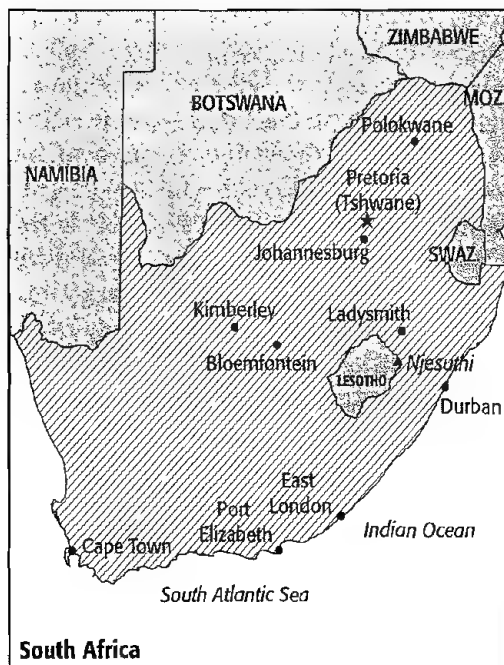 ZIMBABWE
MOZ
BOTSWANA
Polokwane
NAMIBIA
Pretoria
(Tshwane)
Johannesburg
SWAZ
Kimberley
Ladysmith
Bloemfontein
Njesuthi
LESOTHO
Durban
East
London
Port
Elizabeth
Indian Ocean
Cape Town
South Atlantic Sea
South Africa